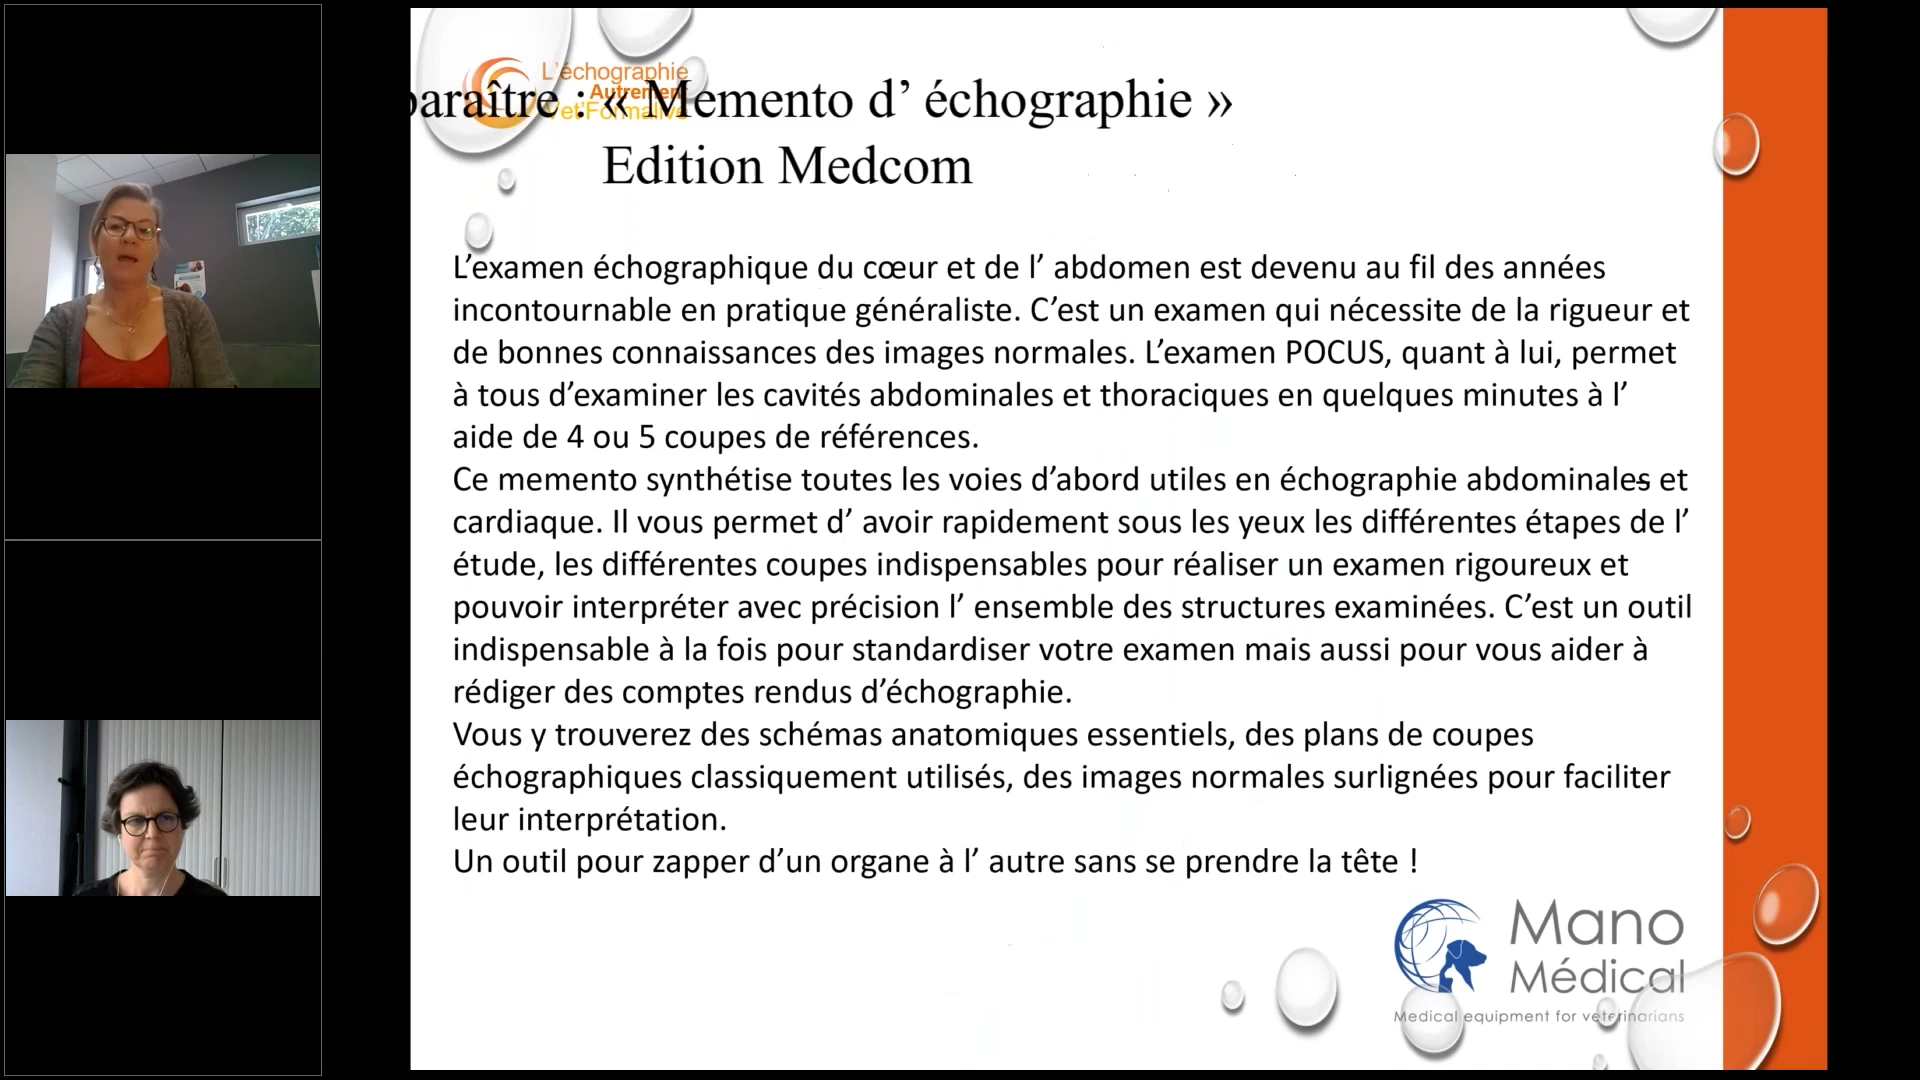 L'échographie
Autrement
Vet'Formalive
paraître : « Memento d’ échographie »
Edition Medcom
L’examen échographique du cœur et de l’ abdomen est devenu au fil des années
incontournable en pratique généraliste. C’est un examen qui nécessite de la rigueur et
de bonnes connaissances des images normales. L’examen POCUS, quant à lui, permet
à tous d’examiner les cavités abdominales et thoraciques en quelques minutes à l’
aide de 4 ou 5 coupes de références.
Ce memento synthétise toutes les voies d’abord utiles en échographie abdominales et
cardiaque. Il vous permet d’ avoir rapidement sous les yeux les différentes étapes de l’
étude, les différentes coupes indispensables pour réaliser un examen rigoureux et
pouvoir interpréter avec précision l’ ensemble des structures examinées. C’est un outil
indispensable à la fois pour standardiser votre examen mais aussi pour vous aider à
rédiger des comptes rendus d’échographie.
Vous y trouverez des schémas anatomiques essentiels, des plans de coupes
échographiques classiquement utilisés, des images normales surlignées pour faciliter
leur interprétation.
Un outil pour zapper d’un organe à l’ autre sans se prendre la tête !
Mano
Médical
Medical equipment for veterinarians